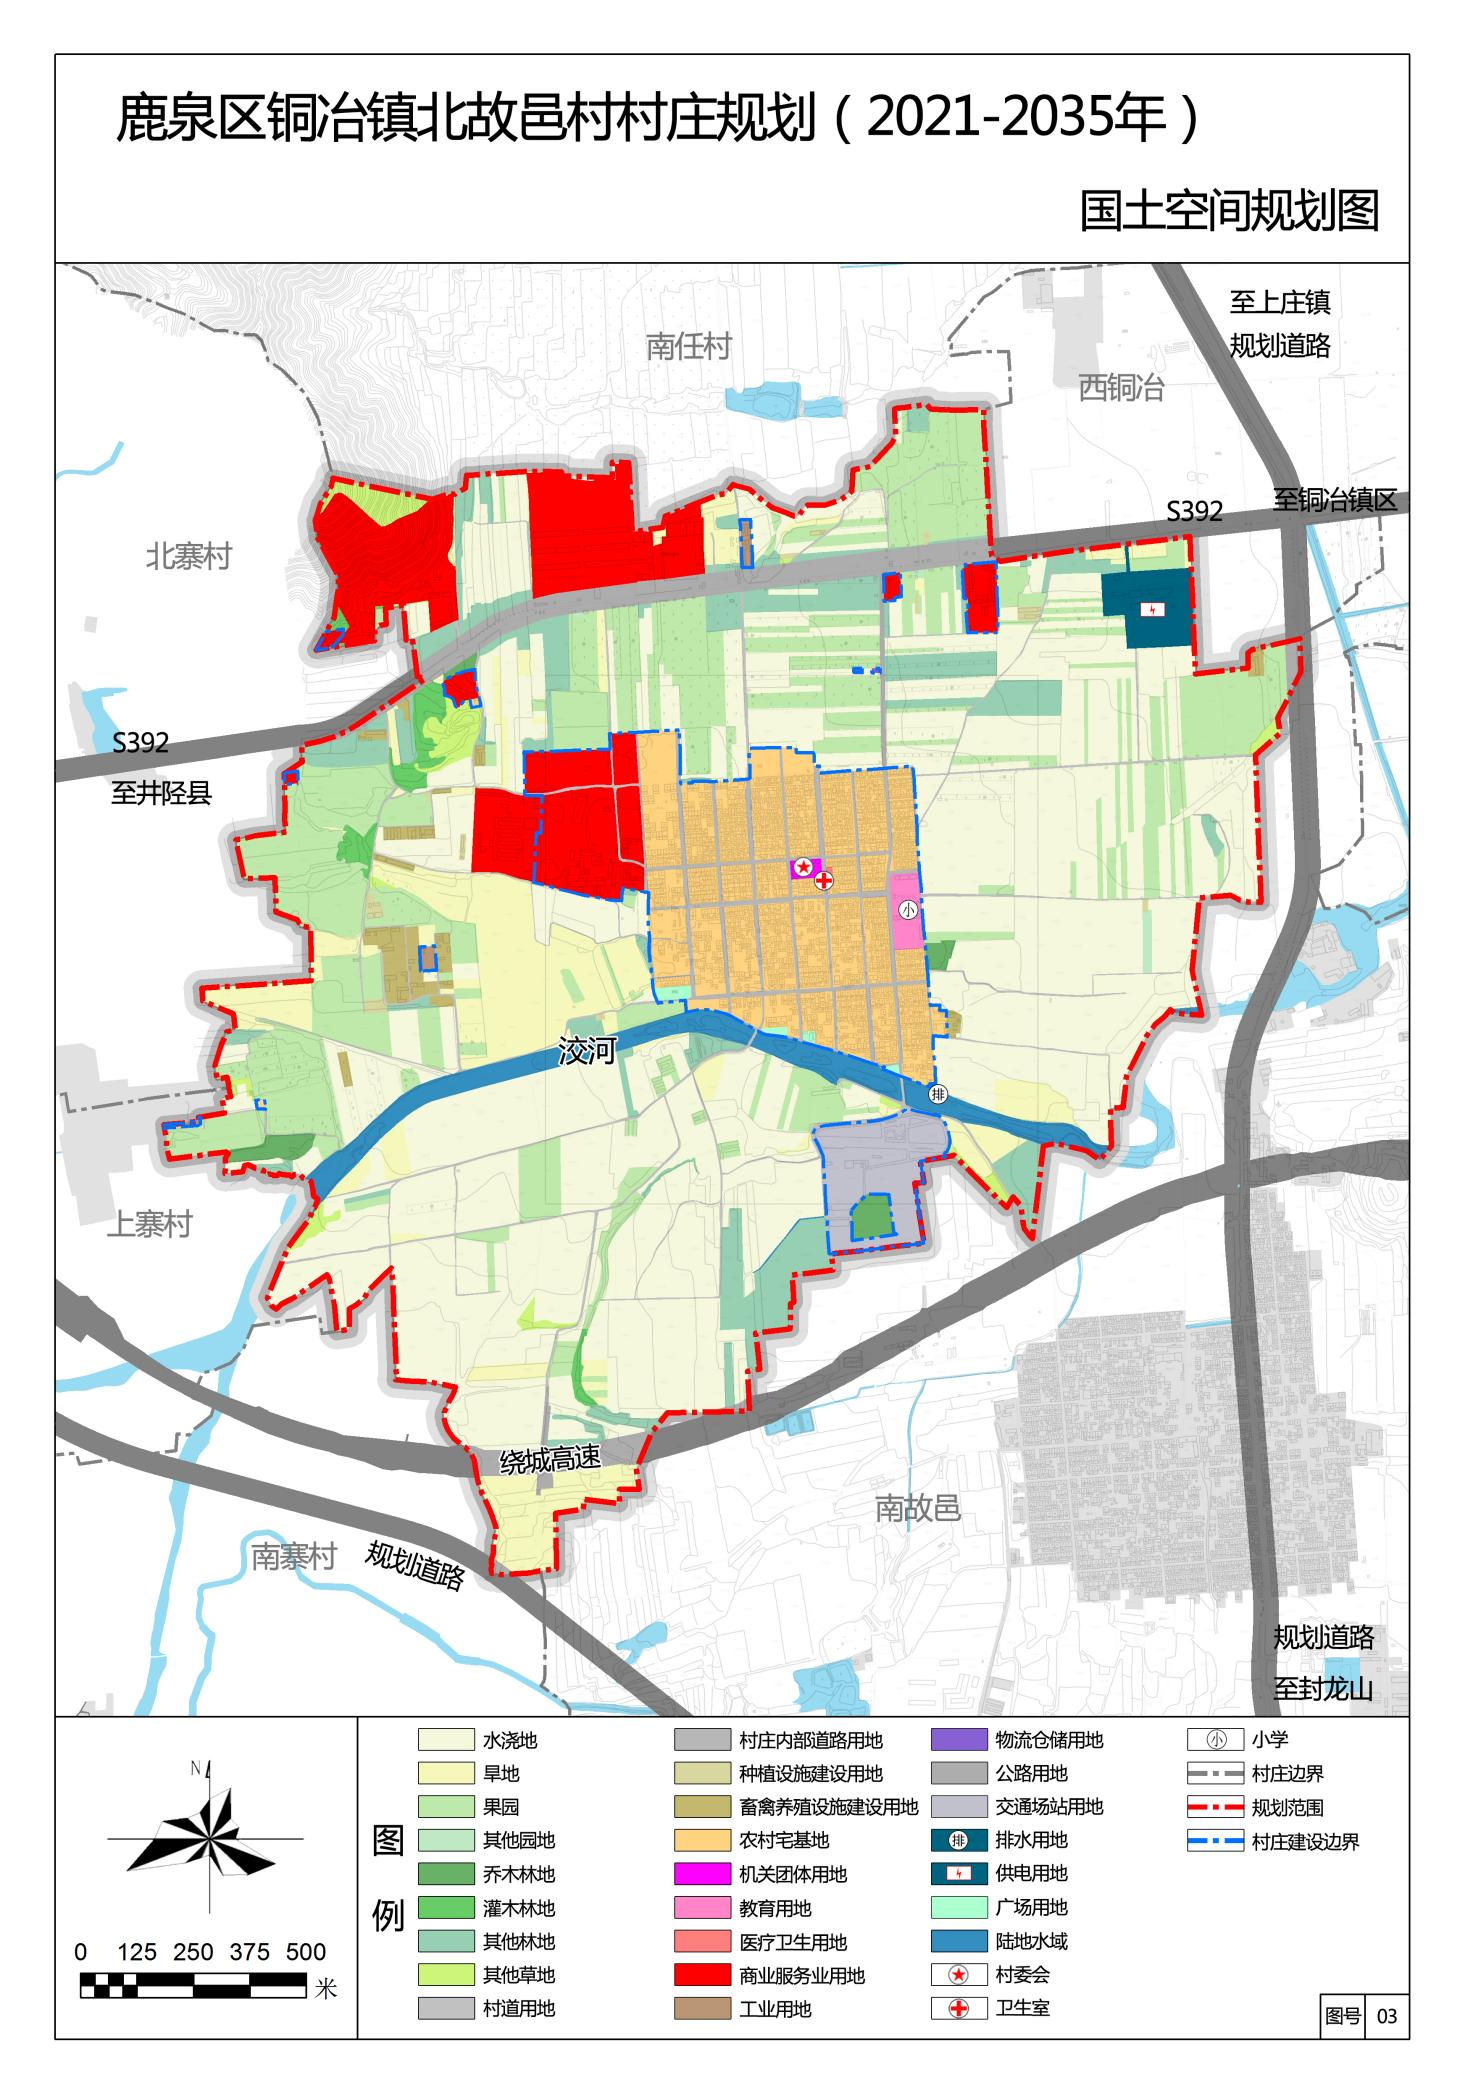 鹿泉区铜冶镇北故邑村村庄规划（2021-2035年）
国土空间规划图
至上庄镇
规划道路
南任村
西铜冶
至铜冶镇区
S392
北寨村
S392
至井陉县
小
洨河
排
上寨村
绕城高速
南故邑
南寨村
规划道路
规划道路
至封龙山
N
0 125 250 375 500
米
图例
水浇地
旱地
果园
其他园地
乔木林地
灌木林地
其他林地
其他草地
村道用地
村庄内部道路用地
种植设施建设用地
畜禽养殖设施建设用地
农村宅基地
机关团体用地
教育用地
医疗卫生用地
商业服务业用地
工业用地
物流仓储用地
公路用地
交通场站用地
排 排水用地
供电用地
广场用地
陆地水域
村委会
卫生室
小 小学
村庄边界
规划范围
村庄建设边界
图号 03